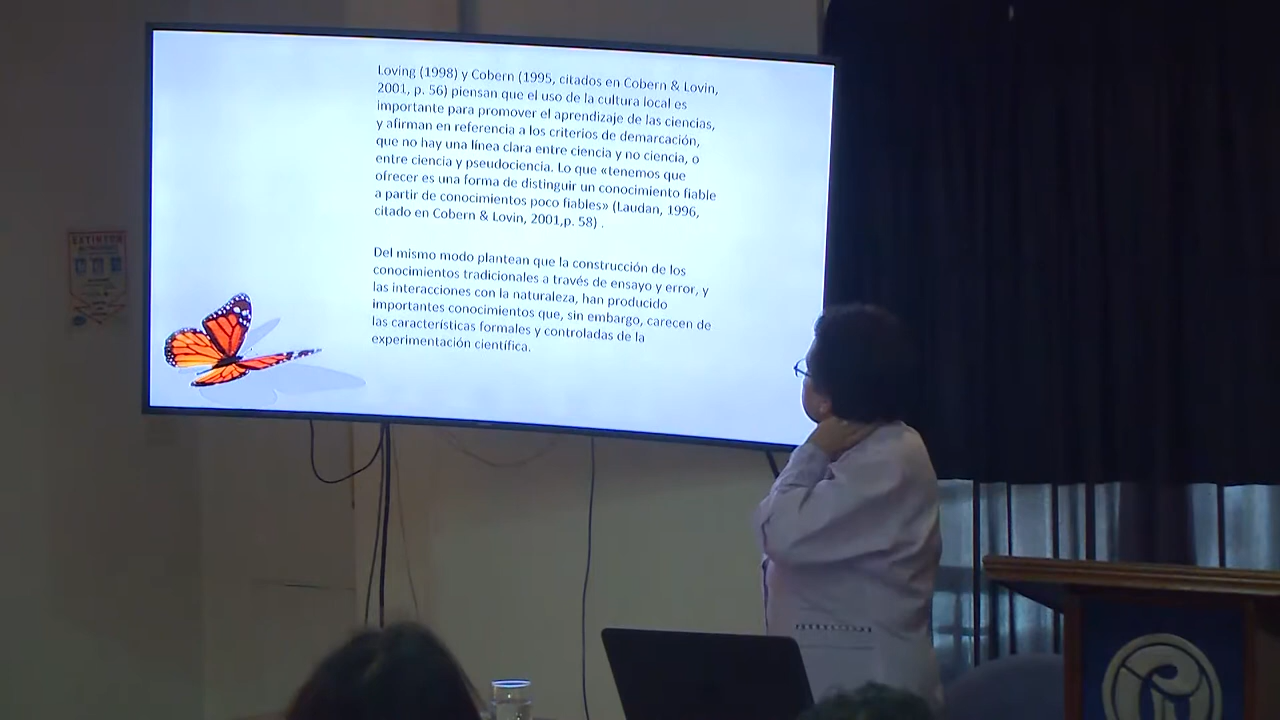 Loving (1998) y Cobern (1995, citados en Cobern & Lovin,
2001, p. 56) piensan que el uso de la cultura local es
importante para promover el aprendizaje de las ciencias,
y afirman en referencia a los criterios de demarcación,
que no hay una línea clara entre ciencia y no ciencia, o
entre ciencia y pseudociencia. Lo que «tenemos que
ofrecer es una forma de distinguir un conocimiento fiable
a partir de conocimientos poco fiables» (Laudan, 1996,
citado en Cobern & Lovin, 2001,p. 58) .
Del mismo modo plantean que la construcción de los
conocimientos tradicionales a través de ensayo y error, y
las interacciones con la naturaleza, han producido
importantes conocimientos que, sin embargo, carecen de
las características formales y controladas de la
experimentación científica.
EXTINTOR